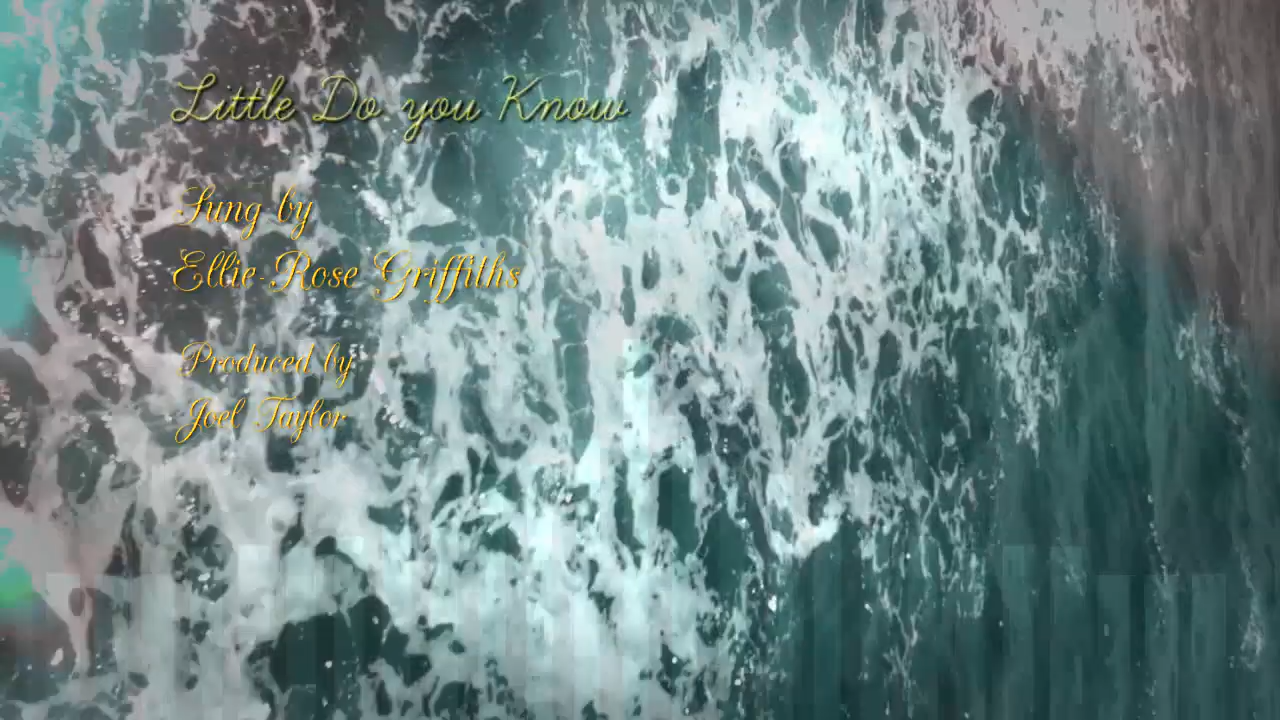 Little Do you Know
Sung by
Ellie-Rose Griffiths
Produced by
Joel Taylor